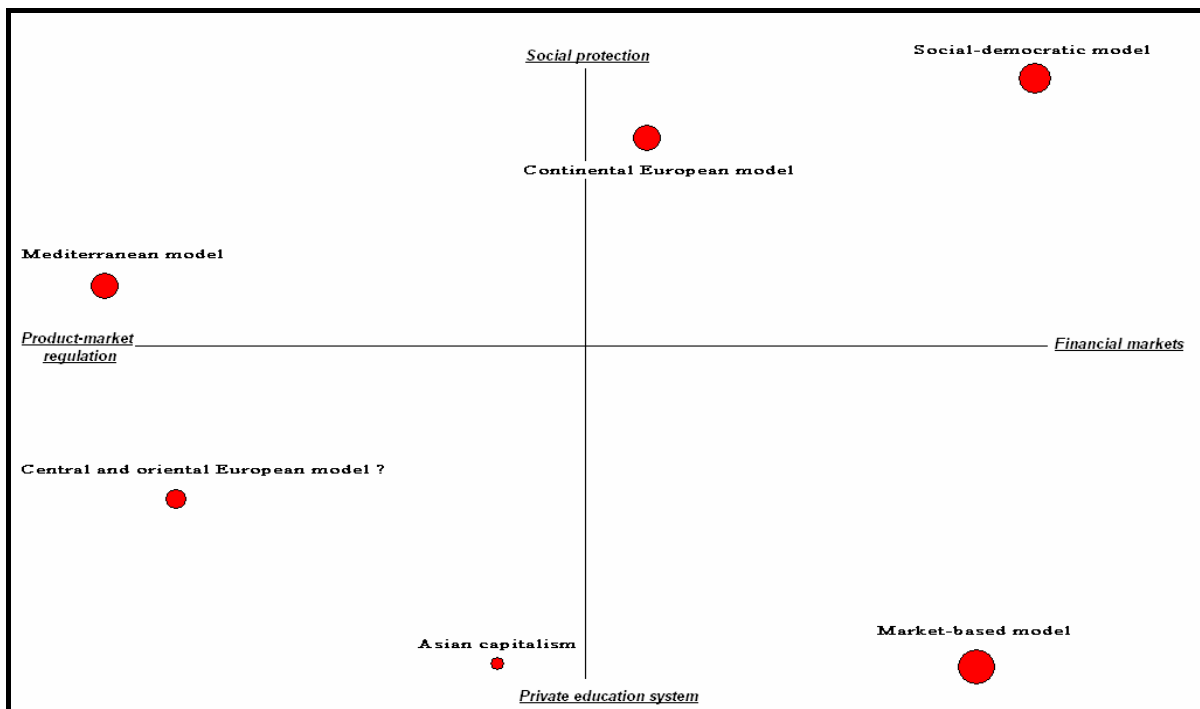 Social-democratic model
Social protection
Continental European model
Mediterranean model
Product-market
regulation
Financial markets
Central and oriental European model ?
Market-based model
Asian capitalism
Private education system